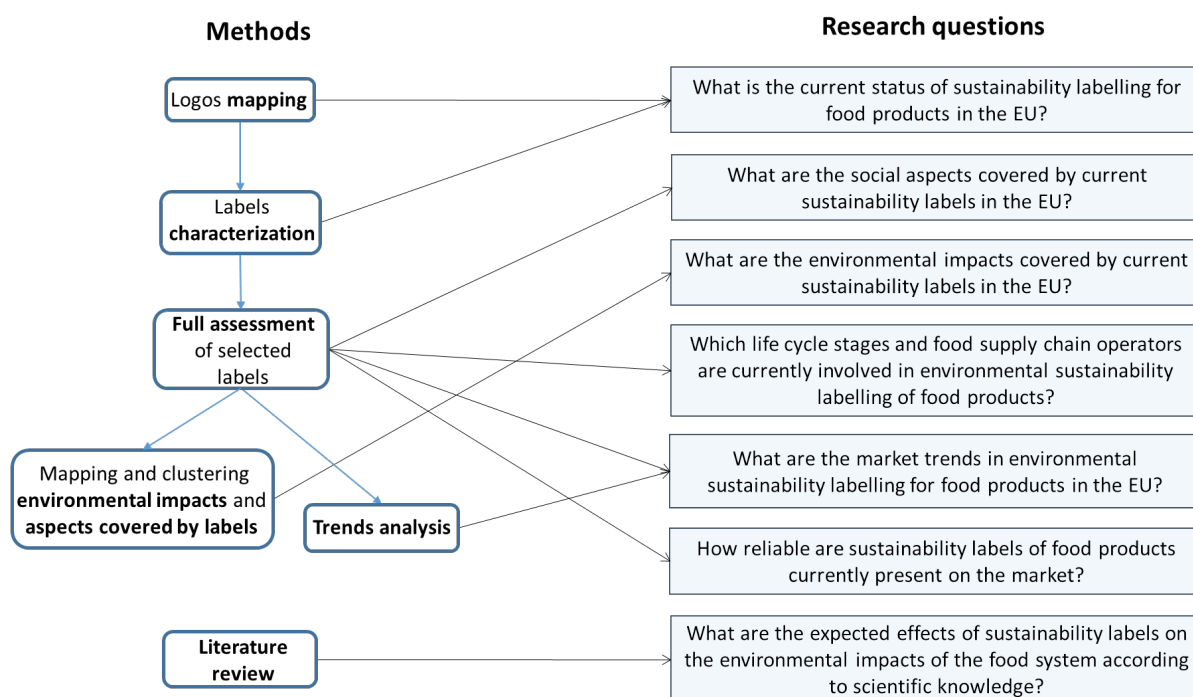 Methods
Logos mapping
Labels
characterization
Full assessment
of selected
labels
Mapping and clustering
environmental impacts and
aspects covered by labels
Trends analysis
Literature
review
Research questions
What is the current status of sustainability labelling for
food products in the EU?
What are the social aspects covered by current
sustainability labels in the EU?
What are the environmental impacts covered by current
sustainability labels in the EU?
Which life cycle stages and food supply chain operators
are currently involved in environmental sustainability
labelling of food products?
What are the market trends in environmental
sustainability labelling for food products in the EU?
How reliable are sustainability labels of food products
currently present on the market?
What are the expected effects of sustainability labels on
the environmental impacts of the food system according
to scientific knowledge?